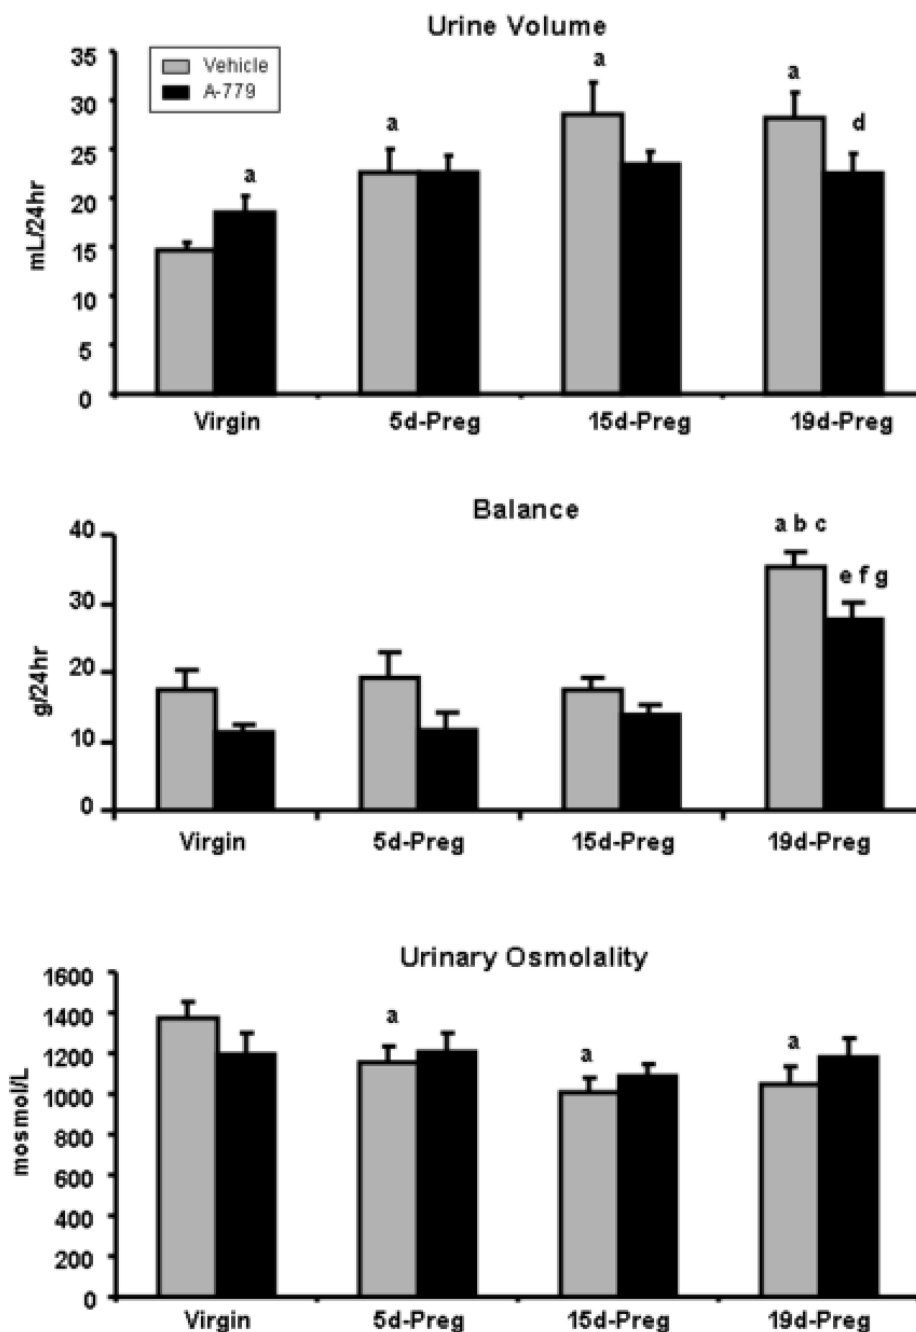 Urine Volume
35
30
25
20
15
10
5
0
mL/24hr
Vehicle
A-779
a
a
a
a
d
Virgin
5d-Preg
15d-Preg
19d-Preg
Balance
40
30
20
10
0
g/24hr
a b c
e f g
Virgin
5d-Preg
15d-Preg
19d-Preg
Urinary Osmolality
1600
1400
1200
1000
800
600
400
200
0
mosmol/L
a
a
a
Virgin
5d-Preg
15d-Preg
19d-Preg